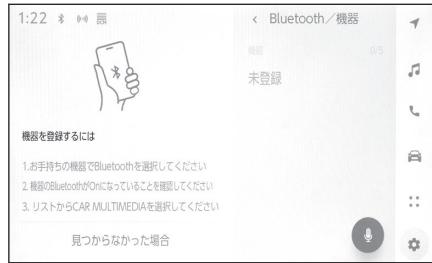 1:22
< Bluetooth／機器
機器 0/5
未登録
機器を登録するには
1.お手持ちの機器でBluetoothを選択してください
2. 機器のBluetoothがOnになっていることを確認してください
3. リストからCAR MULTIMEDIAを選択してください
見つからなかった場合